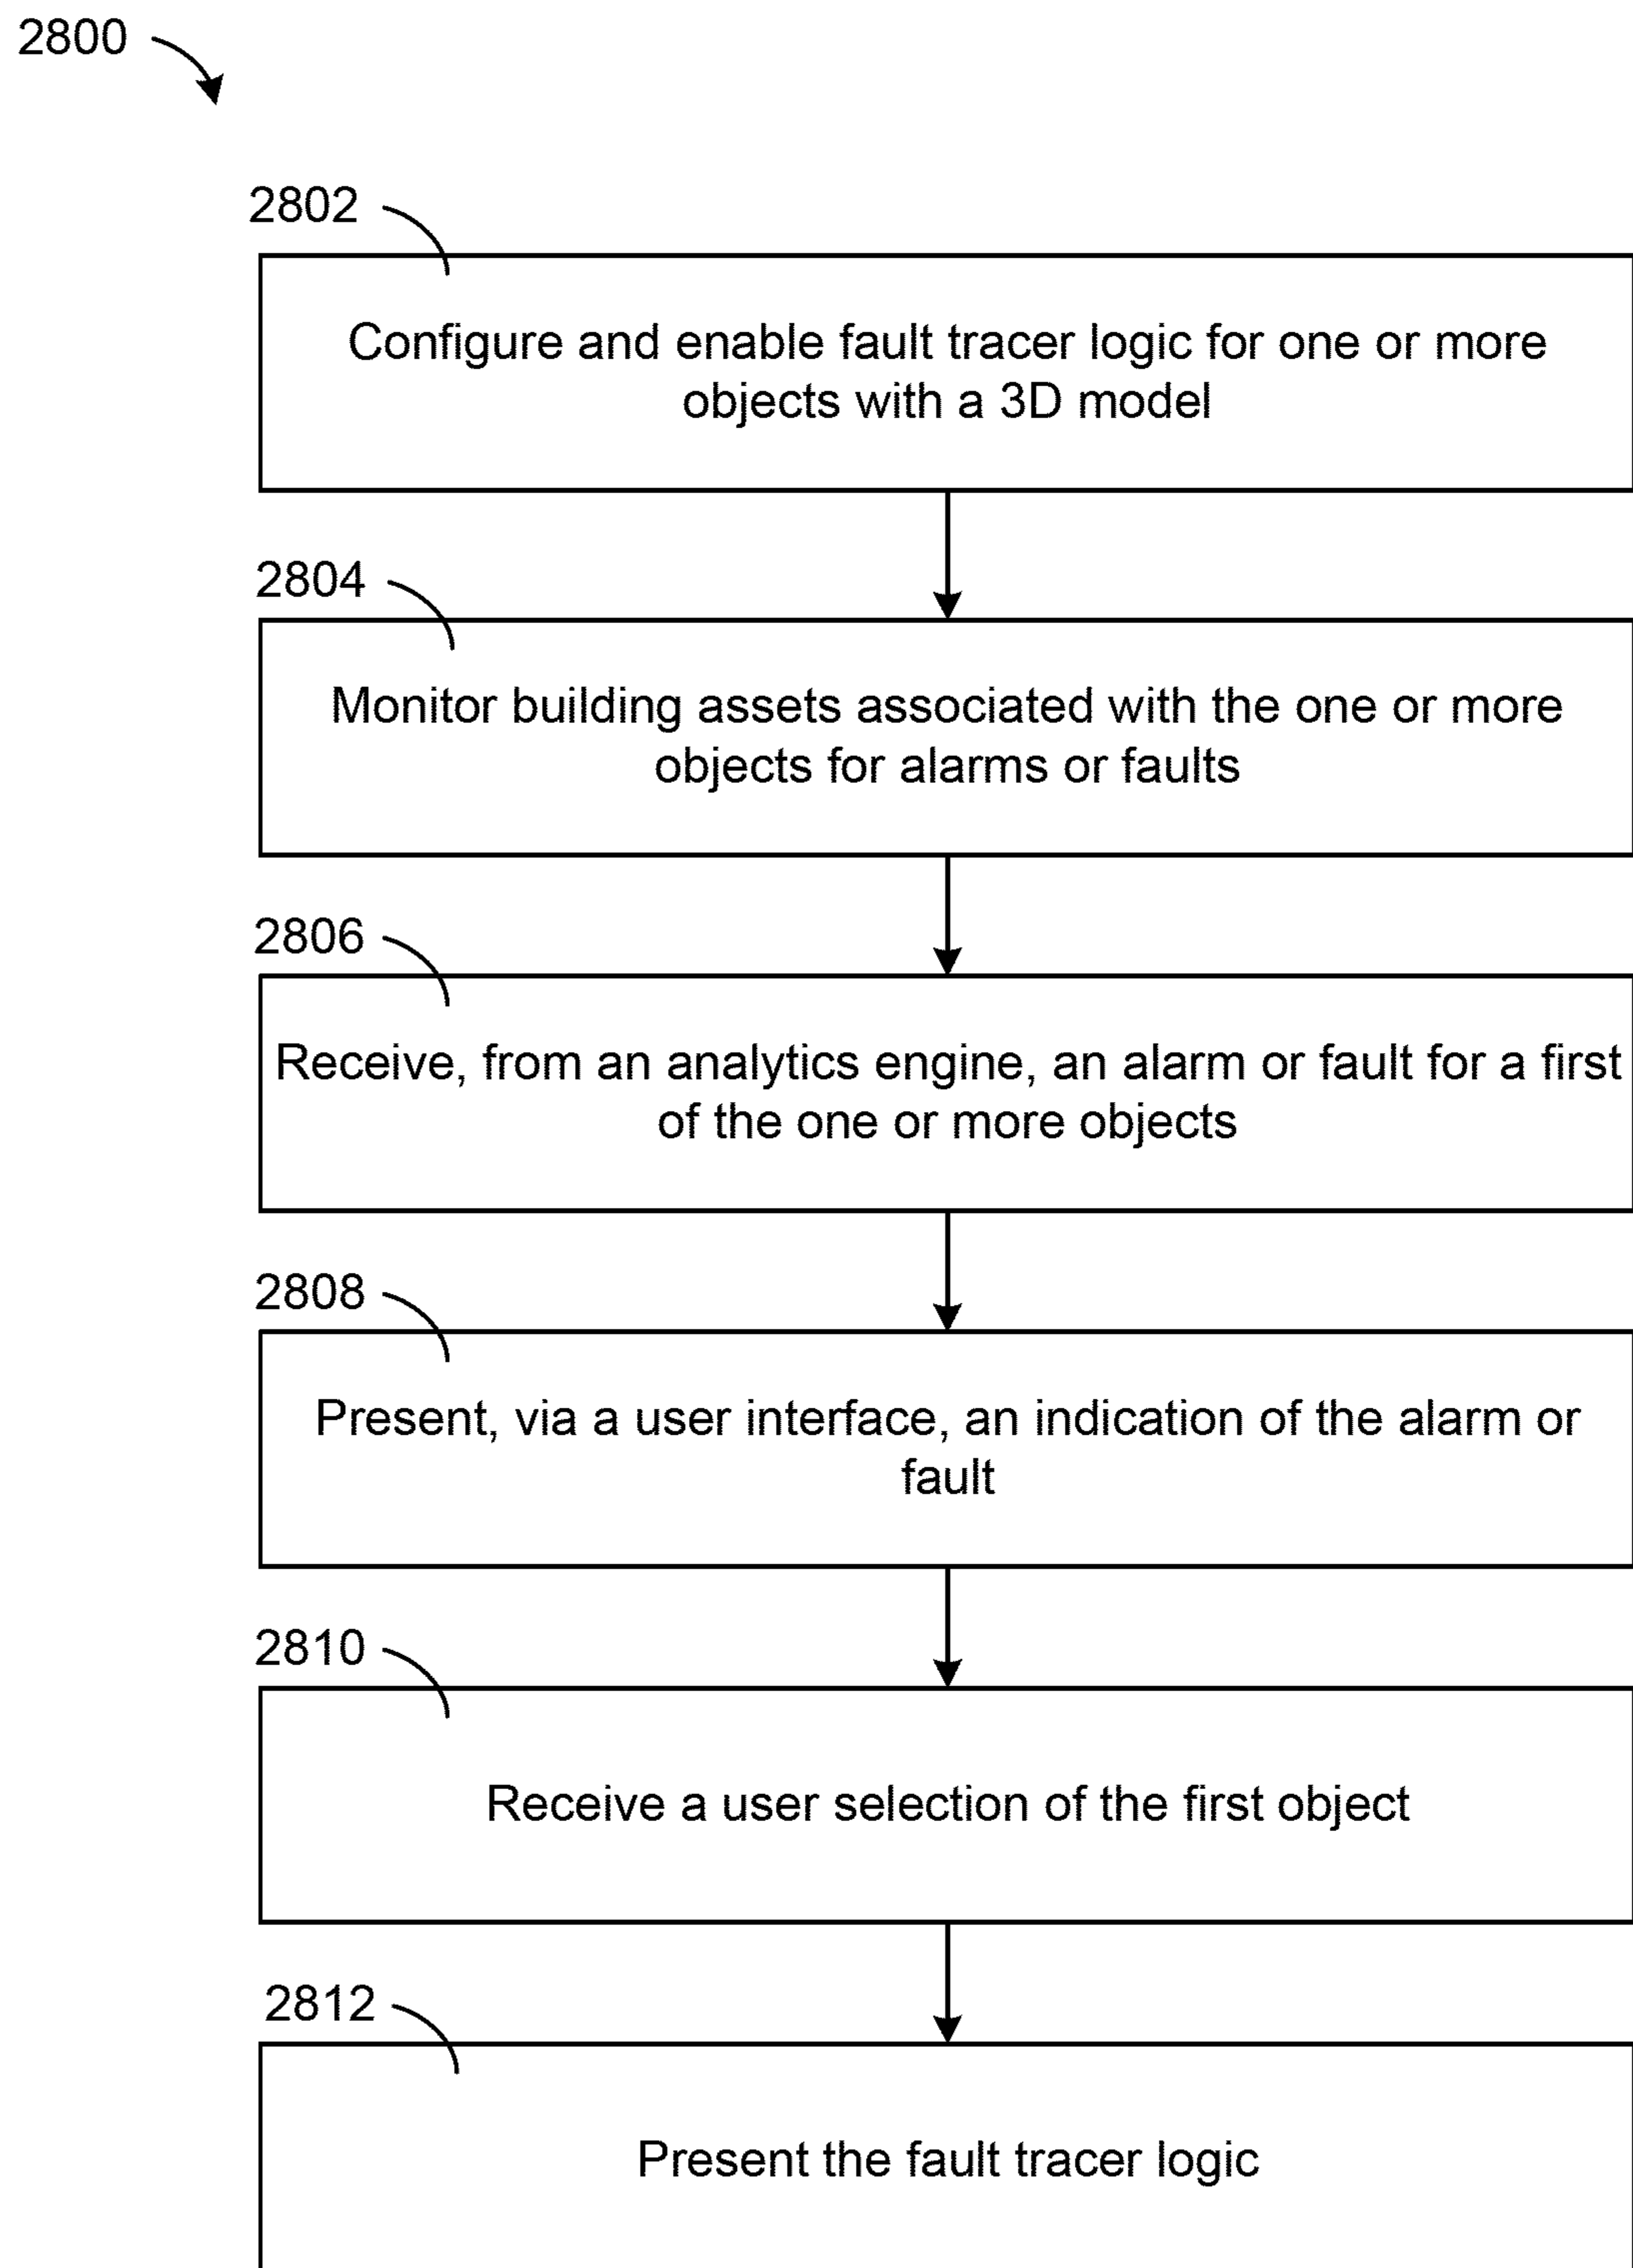 2800
2802
Configure and enable fault tracer logic for one or more
objects with a 3D model
2804
Monitor building assets associated with the one or more
objects for alarms or faults
2806
Receive, from an analytics engine, an alarm or fault for a first
of the one or more objects
2808
Present, via a user interface, an indication of the alarm or
fault
2810
Receive a user selection of the first object
2812
Present the fault tracer logic